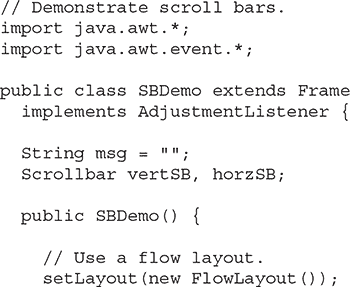 // Demonstrate scroll bars.
import java.awt.*;
import java.awt.event.*;

public class SBDemo extends Frame
  implements AdjustmentListener {

  String msg = "";
  Scrollbar vertSB, horzSB;

  public SBDemo() {

    // Use a flow layout.
    setLayout(new FlowLayout());